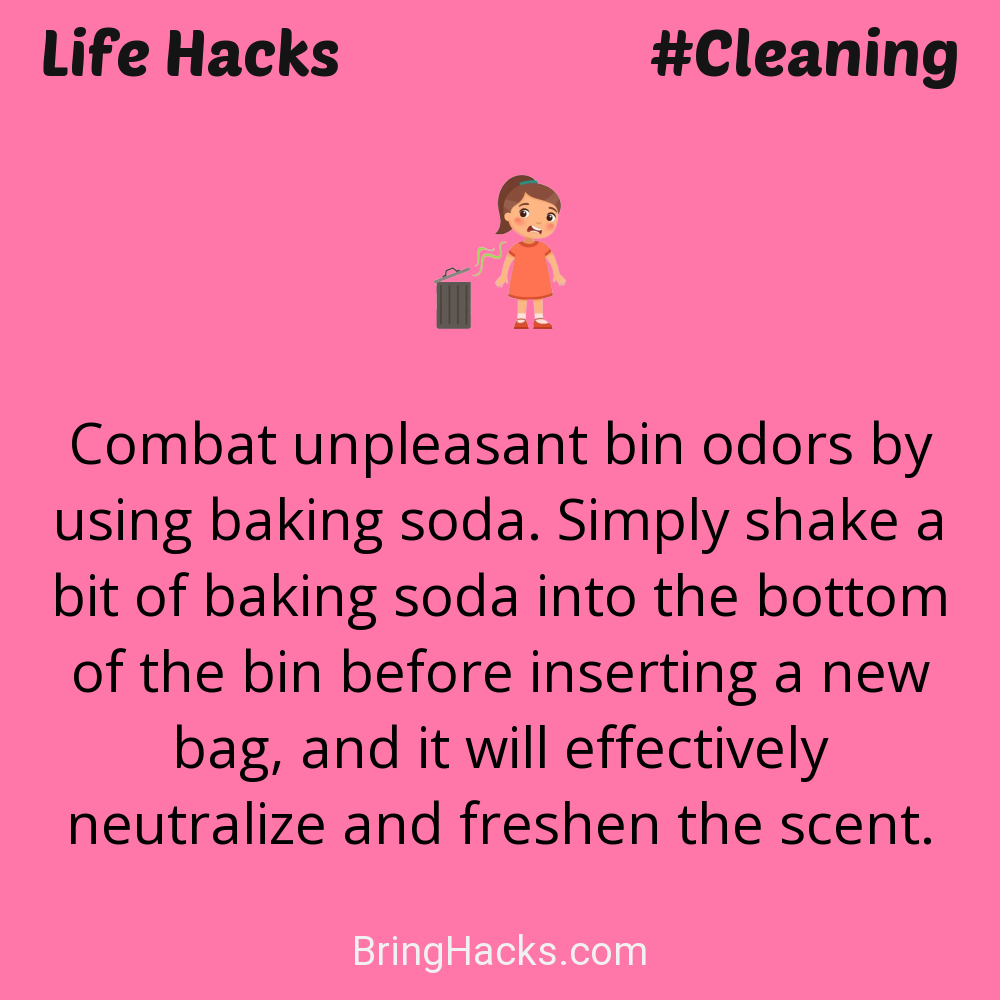 Life Hacks
#Cleaning
Combat unpleasant bin odors by
using baking soda. Simply shake a
bit of baking soda into the bottom
of the bin before inserting a new
bag, and it will effectively
neutralize and freshen the scent.
BringHacks.com